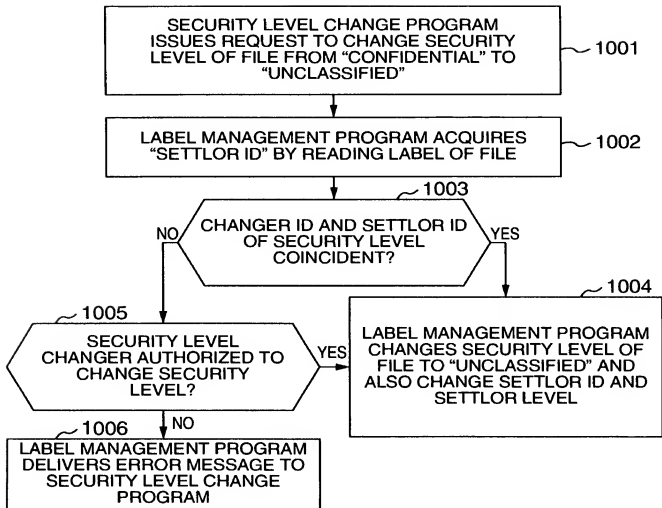 SECURITY LEVEL CHANGE PROGRAM
ISSUES REQUEST TO CHANGE SECURITY
LEVEL OF FILE FROM “CONFIDENTIAL” TO
“UNCLASSIFIED”
1001
LABEL MANAGEMENT PROGRAM ACQUIRES
“SETTLOR ID” BY READING LABEL OF FILE
1002
1003
CHANGER ID AND SETTLOR ID
OF SECURITY LEVEL
COINCIDENT?
NO
YES
1004
LABEL MANAGEMENT PROGRAM
CHANGES SECURITY LEVEL OF
FILE TO “UNCLASSIFIED” AND
ALSO CHANGE SETTLOR ID AND
SETTLOR LEVEL
1005
SECURITY LEVEL
CHANGER AUTHORIZED TO
CHANGE SECURITY
LEVEL?
YES
NO
1006
LABEL MANAGEMENT PROGRAM
DELIVERS ERROR MESSAGE TO
SECURITY LEVEL CHANGE
PROGRAM